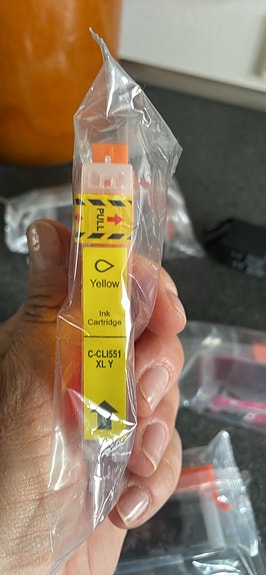 PULL
Yellow
Ink
Cartridge
C-CLI551
XL Y